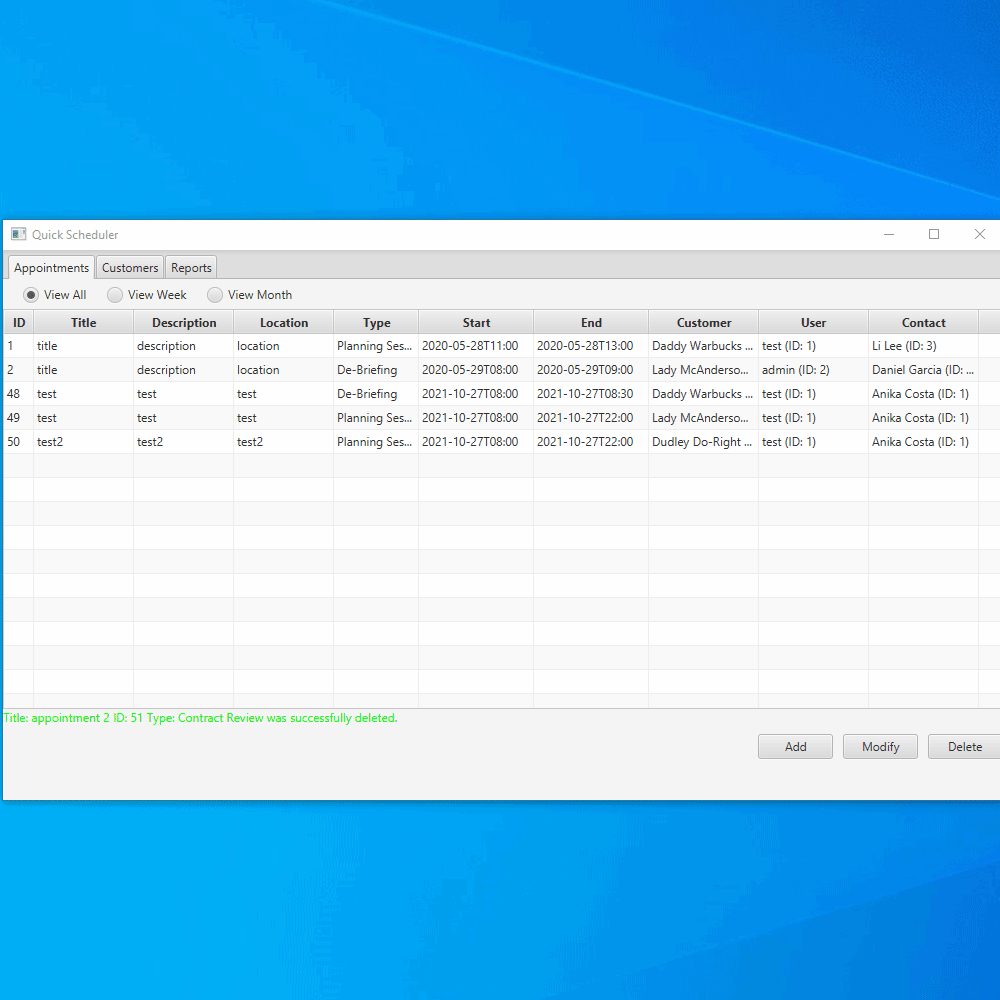 Quick Scheduler
Appointments Customers Reports
View All View Week View Month
ID Title Description Location Type Start End Customer User Contact
1 title description location Planning Ses... 2020-05-28T11:00 2020-05-28T13:00 Daddy Warbucks ... test (ID: 1) Li Lee (ID: 3)
2 title description location De-Briefing 2020-05-29T08:00 2020-05-29T09:00 Lady McAnderso... admin (ID: 2) Daniel Garcia (ID: ...
48 test test test De-Briefing 2021-10-27T08:00 2021-10-27T08:30 Daddy Warbucks ... test (ID: 1) Anika Costa (ID: 1)
49 test test test Planning Ses... 2021-10-27T08:00 2021-10-27T22:00 Lady McAnderso... test (ID: 1) Anika Costa (ID: 1)
50 test2 test2 test2 Planning Ses... 2021-10-27T08:00 2021-10-27T22:00 Dudley Do-Right ... test (ID: 1) Anika Costa (ID: 1)
Title: appointment 2 ID: 51 Type: Contract Review was successfully deleted.
Add Modify Delete